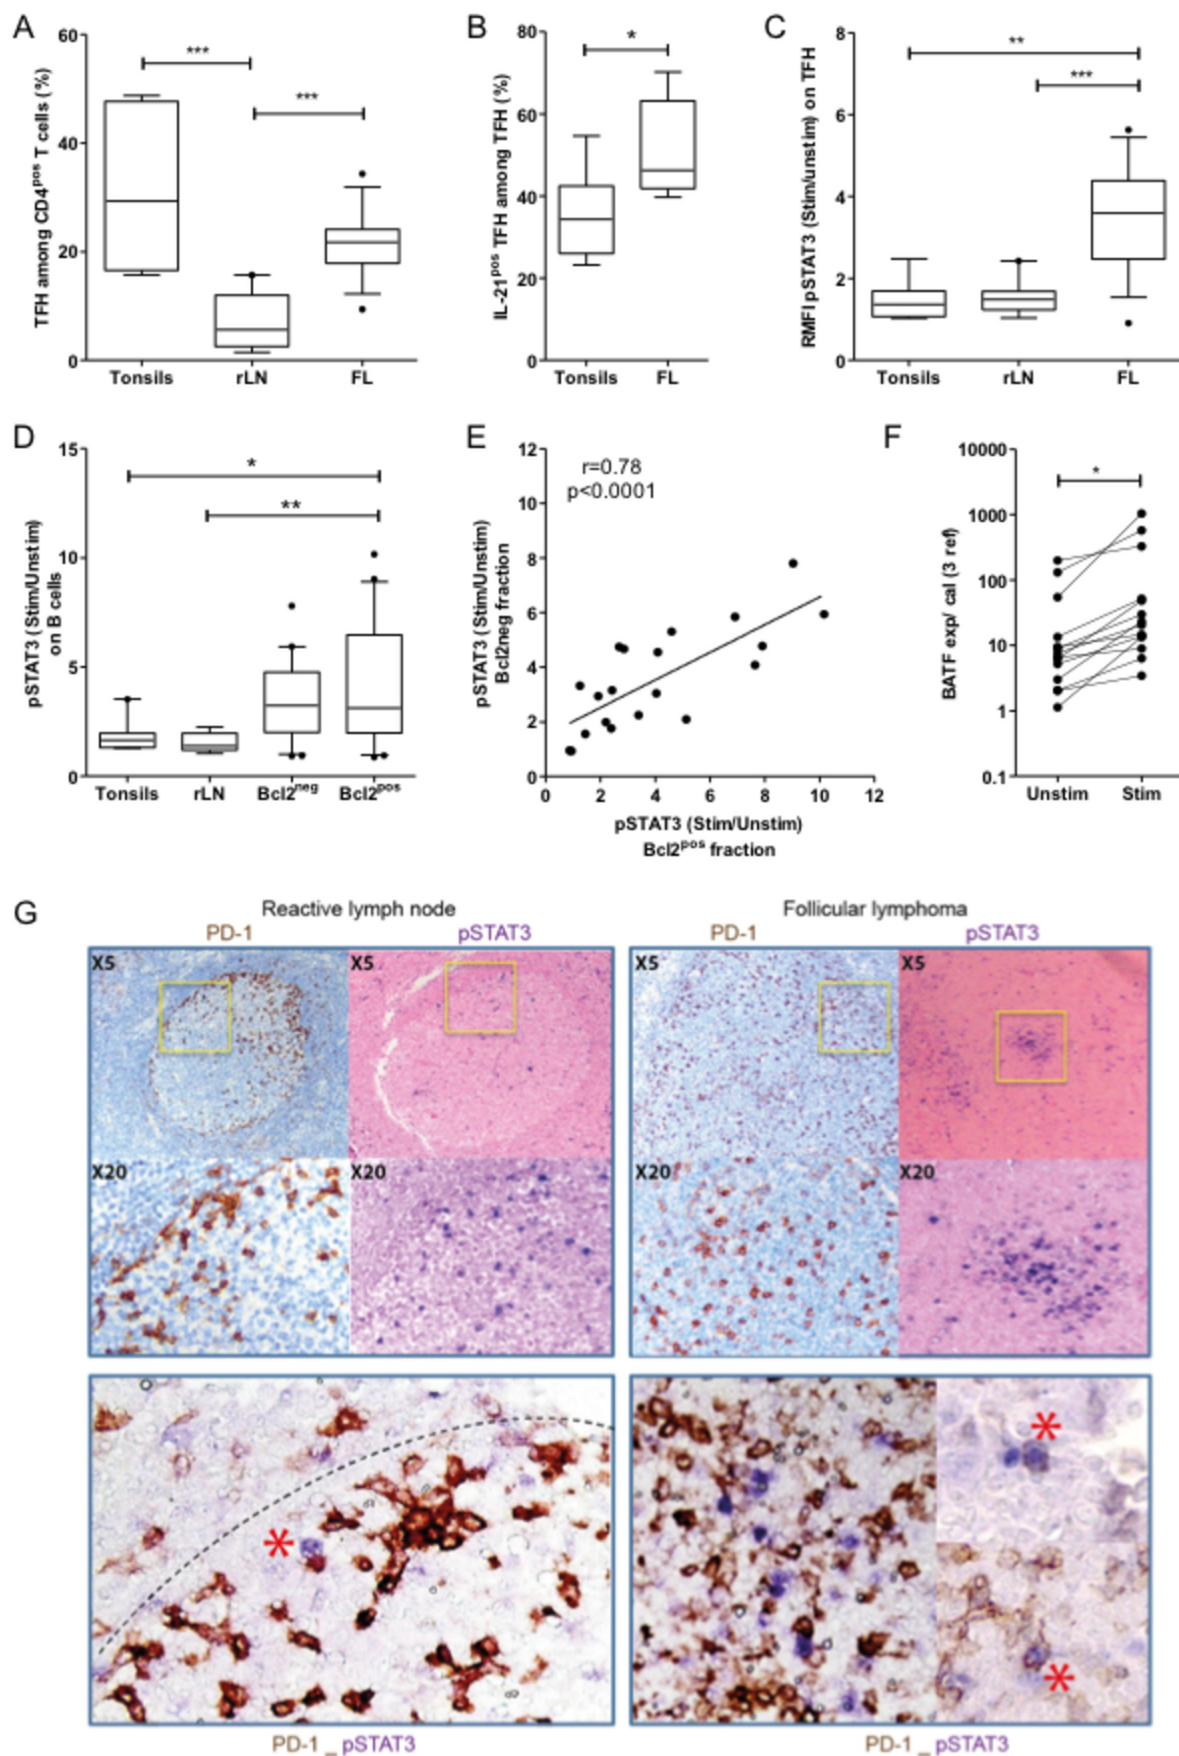 A
TFH among CD4pos T cells (%)
60
40
20
0
***
***
Tonsils rLN FL
B
IL-21pos TFH among TFH (%)
80
60
40
20
0
*
Tonsils FL
C
RMFI pSTAT3 (Stim/unstim) on TFH
8
6
4
2
0
**
***
Tonsils rLN FL
D
pSTAT3 (Stim/Unstim)
on B cells
15
10
5
0
*
**
Tonsils rLN Bcl2neg Bcl2pos
E
pSTAT3 (Stim/Unstim)
Bcl2neg fraction
12
10
8
6
4
2
0
r=0.78
p<0.0001
0 2 4 6 8 10 12
pSTAT3 (Stim/Unstim)
Bcl2pos fraction
F
BATF exp/ cal (3 ref)
10000
1000
100
10
1
0.1
*
Unstim Stim
G
Reactive lymph node
PD-1 pSTAT3
X5 X5
X20 X20
*
PD-1 _ pSTAT3
Follicular lymphoma
PD-1 pSTAT3
X5 X5
X20 X20
*
*
PD-1 _ pSTAT3